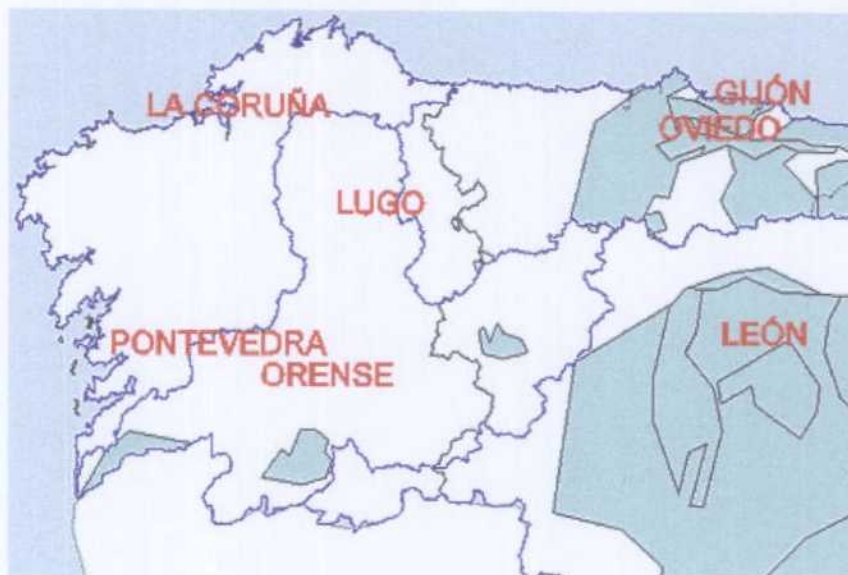 GIJÓN
LA CORUÑA
OVIEDO
LUGO
PONTEVEDRA
LEÓN
ORENSE